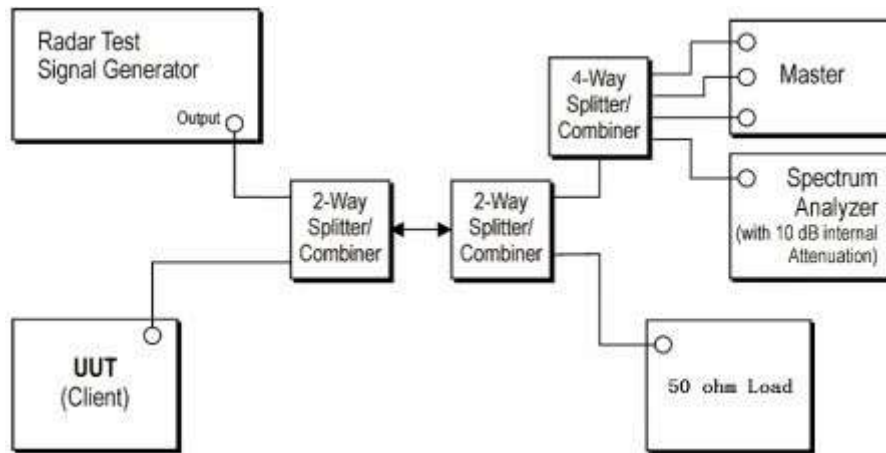 Radar Test
Signal Generator
Output
4-Way
Splitter/
Combiner
Master
2-Way
Splitter/
Combiner
2-Way
Splitter/
Combiner
Spectrum
Analyzer
(with 10 dB internal
Attenuation)
UUT
(Client)
50 ohm Load